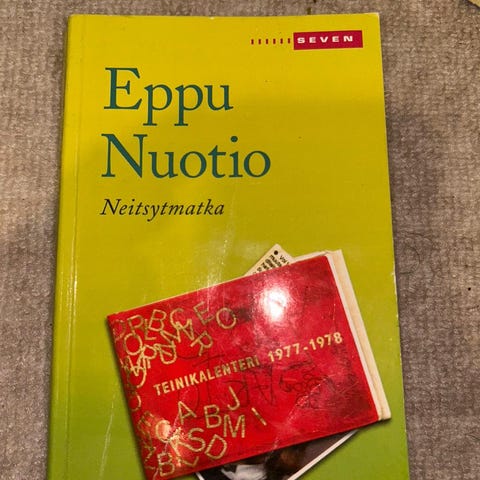 SEVEN
Eppu
Nuotio
Neitsytmatka
TEINIKALENTERI 1977-1978